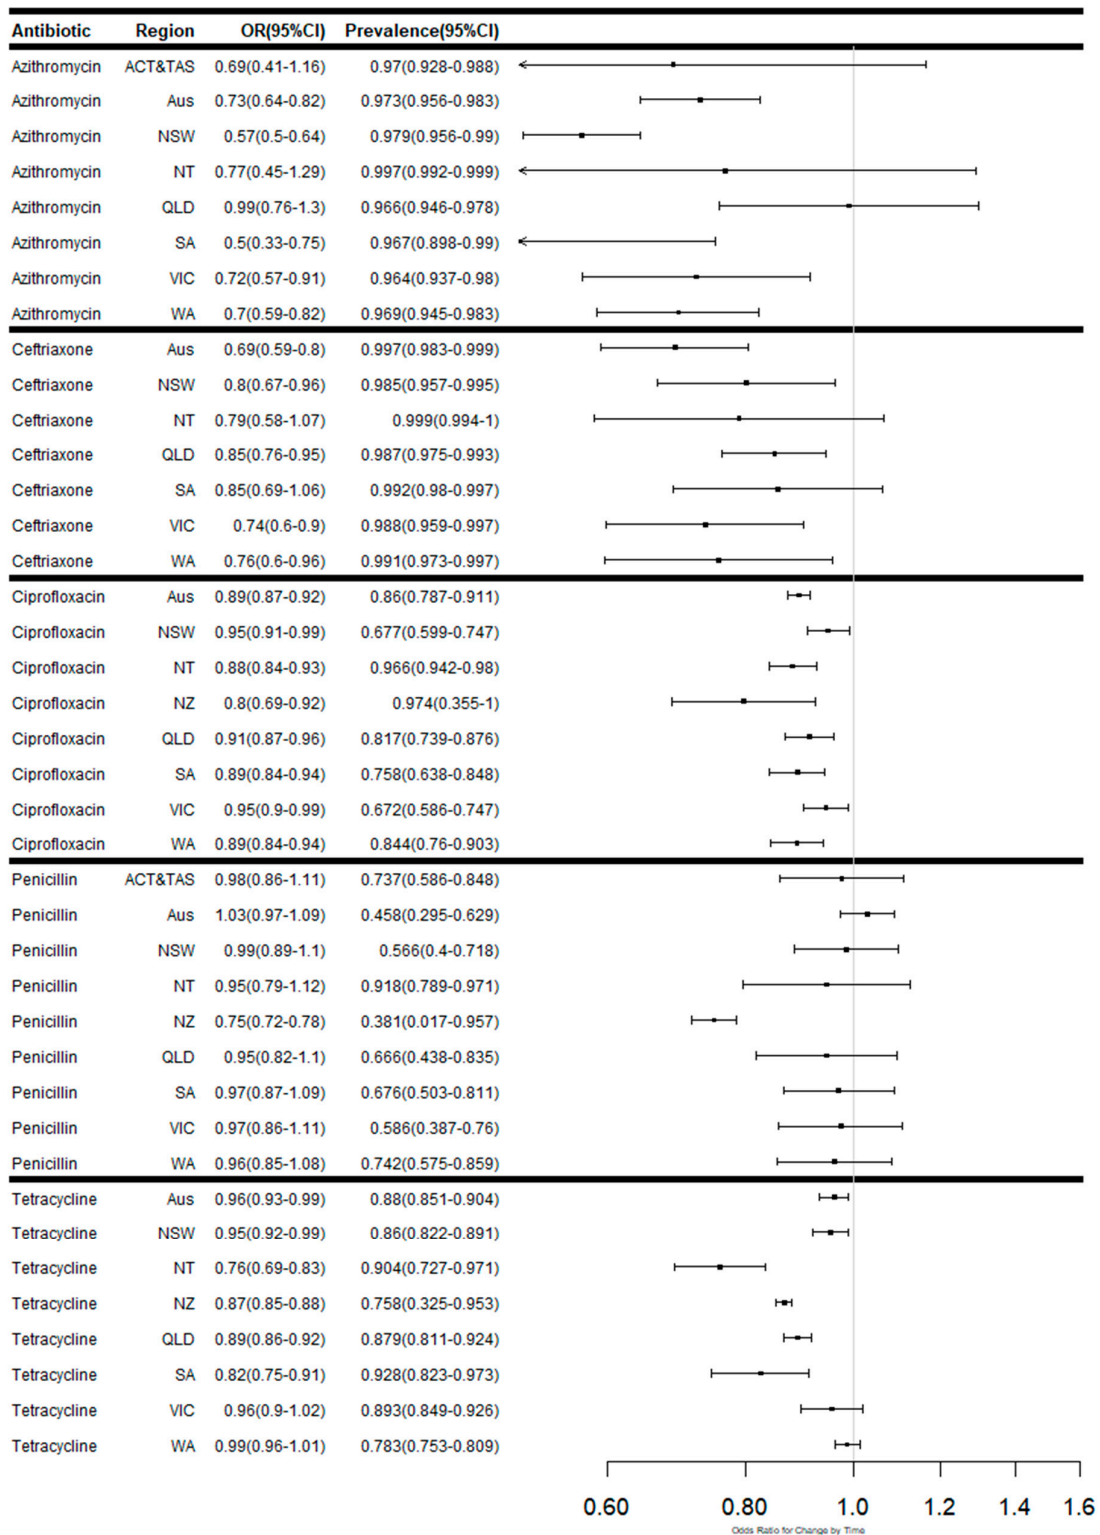 Antibiotic Region OR(95%CI) Prevalence(95%CI)
Azithromycin ACT&TAS 0.69(0.41-1.16) 0.97(0.928-0.988)
Azithromycin Aus 0.73(0.64-0.82) 0.973(0.956-0.983)
Azithromycin NSW 0.57(0.5-0.64) 0.979(0.956-0.99)
Azithromycin NT 0.77(0.45-1.29) 0.997(0.992-0.999)
Azithromycin QLD 0.99(0.76-1.3) 0.966(0.946-0.978)
Azithromycin SA 0.5(0.33-0.75) 0.967(0.898-0.99)
Azithromycin VIC 0.72(0.57-0.91) 0.964(0.937-0.98)
Azithromycin WA 0.7(0.59-0.82) 0.969(0.945-0.983)
Ceftriaxone Aus 0.69(0.59-0.8) 0.997(0.983-0.999)
Ceftriaxone NSW 0.8(0.67-0.96) 0.985(0.957-0.995)
Ceftriaxone NT 0.79(0.58-1.07) 0.999(0.994-1)
Ceftriaxone QLD 0.85(0.76-0.95) 0.987(0.975-0.993)
Ceftriaxone SA 0.85(0.69-1.06) 0.992(0.98-0.997)
Ceftriaxone VIC 0.74(0.6-0.9) 0.988(0.959-0.997)
Ceftriaxone WA 0.76(0.6-0.96) 0.991(0.973-0.997)
Ciprofloxacin Aus 0.89(0.87-0.92) 0.86(0.787-0.911)
Ciprofloxacin NSW 0.95(0.91-0.99) 0.677(0.599-0.747)
Ciprofloxacin NT 0.88(0.84-0.93) 0.966(0.942-0.98)
Ciprofloxacin NZ 0.8(0.69-0.92) 0.974(0.355-1)
Ciprofloxacin QLD 0.91(0.87-0.96) 0.817(0.739-0.876)
Ciprofloxacin SA 0.89(0.84-0.94) 0.758(0.638-0.848)
Ciprofloxacin VIC 0.95(0.9-0.99) 0.672(0.586-0.747)
Ciprofloxacin WA 0.89(0.84-0.94) 0.844(0.76-0.903)
Penicillin ACT&TAS 0.98(0.86-1.11) 0.737(0.586-0.848)
Penicillin Aus 1.03(0.97-1.09) 0.458(0.295-0.629)
Penicillin NSW 0.99(0.89-1.1) 0.566(0.4-0.718)
Penicillin NT 0.95(0.79-1.12) 0.918(0.789-0.971)
Penicillin NZ 0.75(0.72-0.78) 0.381(0.017-0.957)
Penicillin QLD 0.95(0.82-1.1) 0.666(0.438-0.835)
Penicillin SA 0.97(0.87-1.09) 0.676(0.503-0.811)
Penicillin VIC 0.97(0.86-1.11) 0.586(0.387-0.76)
Penicillin WA 0.96(0.85-1.08) 0.742(0.575-0.859)
Tetracycline Aus 0.96(0.93-0.99) 0.88(0.851-0.904)
Tetracycline NSW 0.95(0.92-0.99) 0.86(0.822-0.891)
Tetracycline NT 0.76(0.69-0.83) 0.904(0.727-0.971)
Tetracycline NZ 0.87(0.85-0.88) 0.758(0.325-0.953)
Tetracycline QLD 0.89(0.86-0.92) 0.879(0.811-0.924)
Tetracycline SA 0.82(0.75-0.91) 0.928(0.823-0.973)
Tetracycline VIC 0.96(0.9-1.02) 0.893(0.849-0.926)
Tetracycline WA 0.99(0.96-1.01) 0.783(0.753-0.809)
0.60 0.80 1.0 1.2 1.4 1.6
Odds Ratio for Change by Time